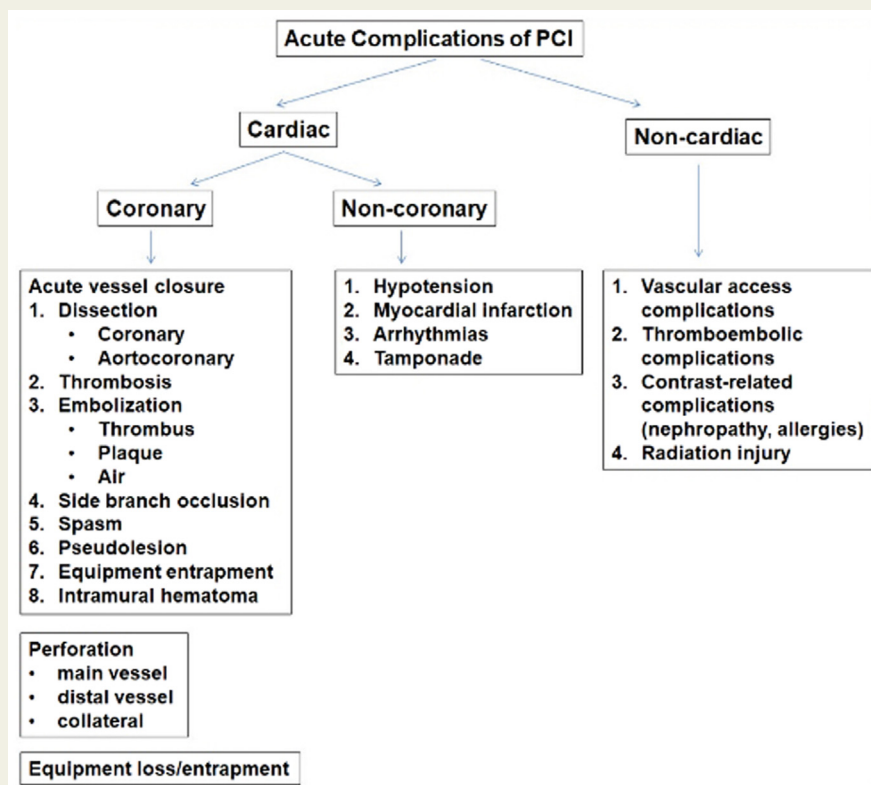 Acute Complications of PCI
Cardiac
Non-cardiac
Coronary
Non-coronary
Acute vessel closure
1. Dissection
• Coronary
• Aortocoronary
2. Thrombosis
3. Embolization
• Thrombus
• Plaque
• Air
4. Side branch occlusion
5. Spasm
6. Pseudolesion
7. Equipment entrapment
8. Intramural hematoma
1. Hypotension
2. Myocardial infarction
3. Arrhythmias
4. Tamponade
1. Vascular access
complications
2. Thromboembolic
complications
3. Contrast-related
complications
(nephropathy, allergies)
4. Radiation injury
Perforation
• main vessel
• distal vessel
• collateral
Equipment loss/entrapment